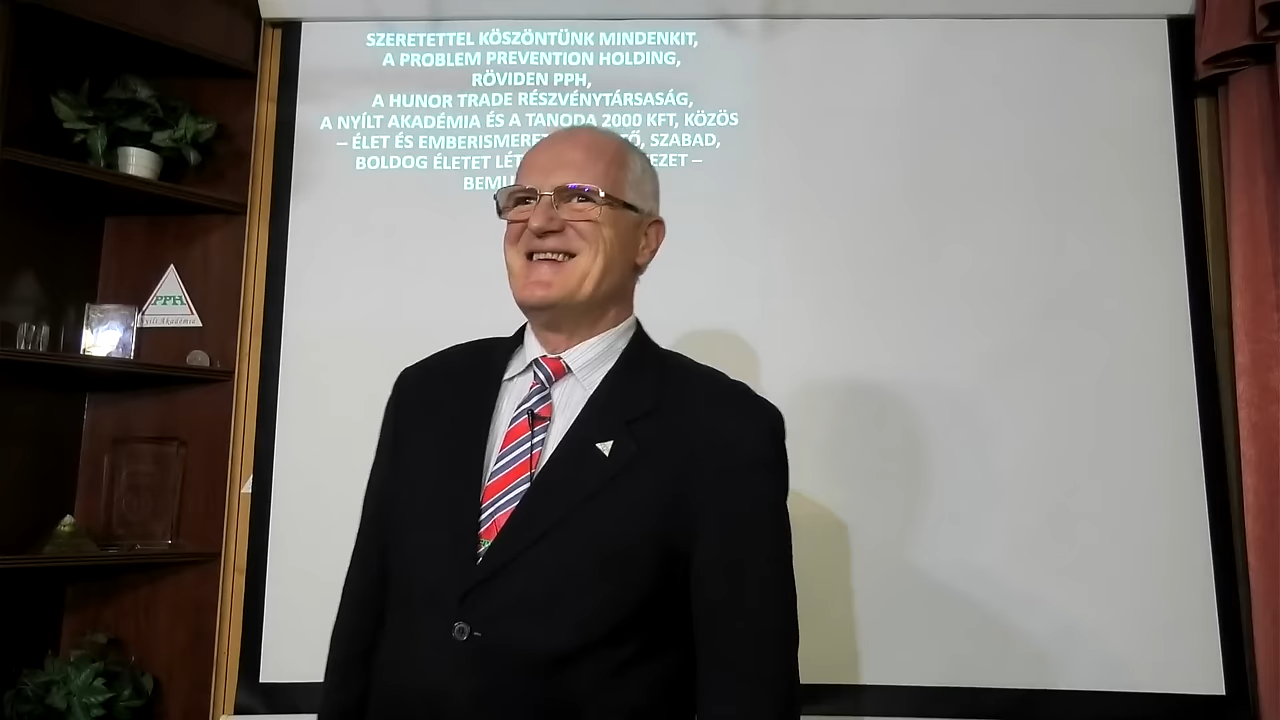 SZERETETTEL KÖSZÖNTÜNK MINDENKIT,
A PROBLEM PREVENTION HOLDING,
RÖVIDEN PPH,
A HUNOR TRADE RÉSZVÉNYTÁRSASÁG,
A NYÍLT AKADÉMIA ÉS A TANODA 2000 KFT, KÖZÖS
– ÉLET ÉS SZABAD,
BOLDOG ÉLETET –
PPH
Nyílt Akadémia